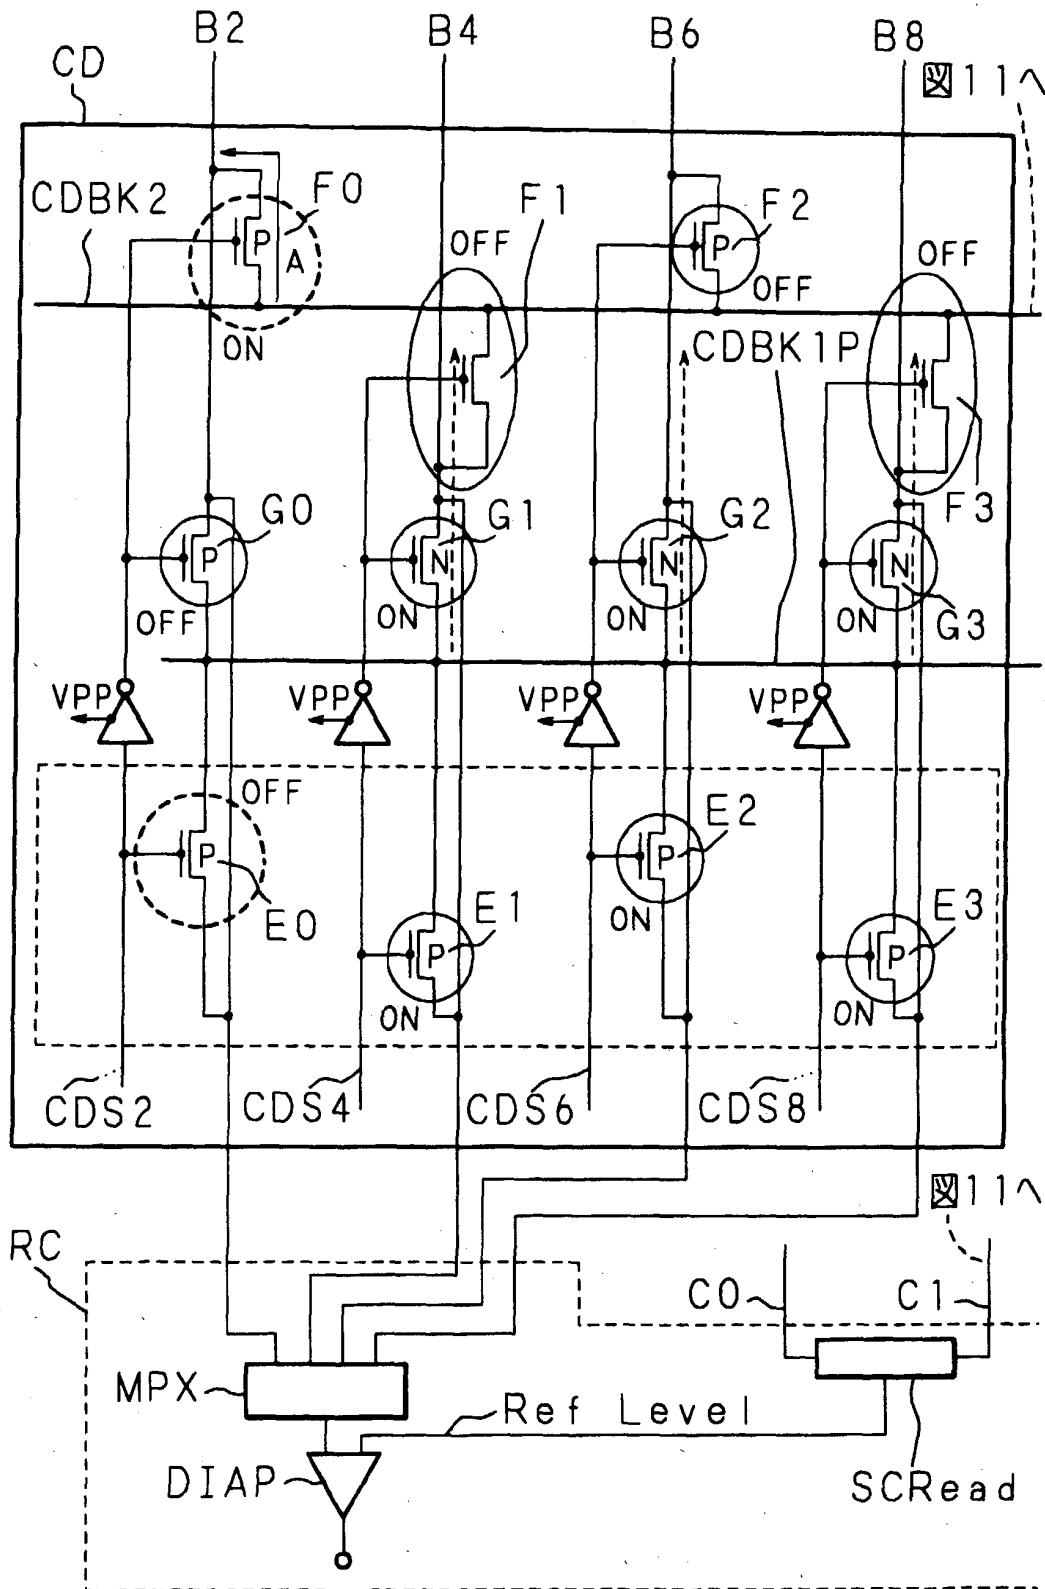 B2
B4
B6
B8
CD
図11へ
CDBK2
F0
F1
F2
P
A
P
OFF
OFF
OFF
ON
CDBK1P
G0
G1
G2
F3
P
N
N
N
OFF
ON
ON
ON
G3
VPP
VPP
VPP
VPP
OFF
P
E0
E2
P
ON
E1
P
ON
E3
P
ON
CDS2
CDS4
CDS6
CDS8
図11へ
RC
C0
C1
MPX
Ref Level
DIAP
SCRead